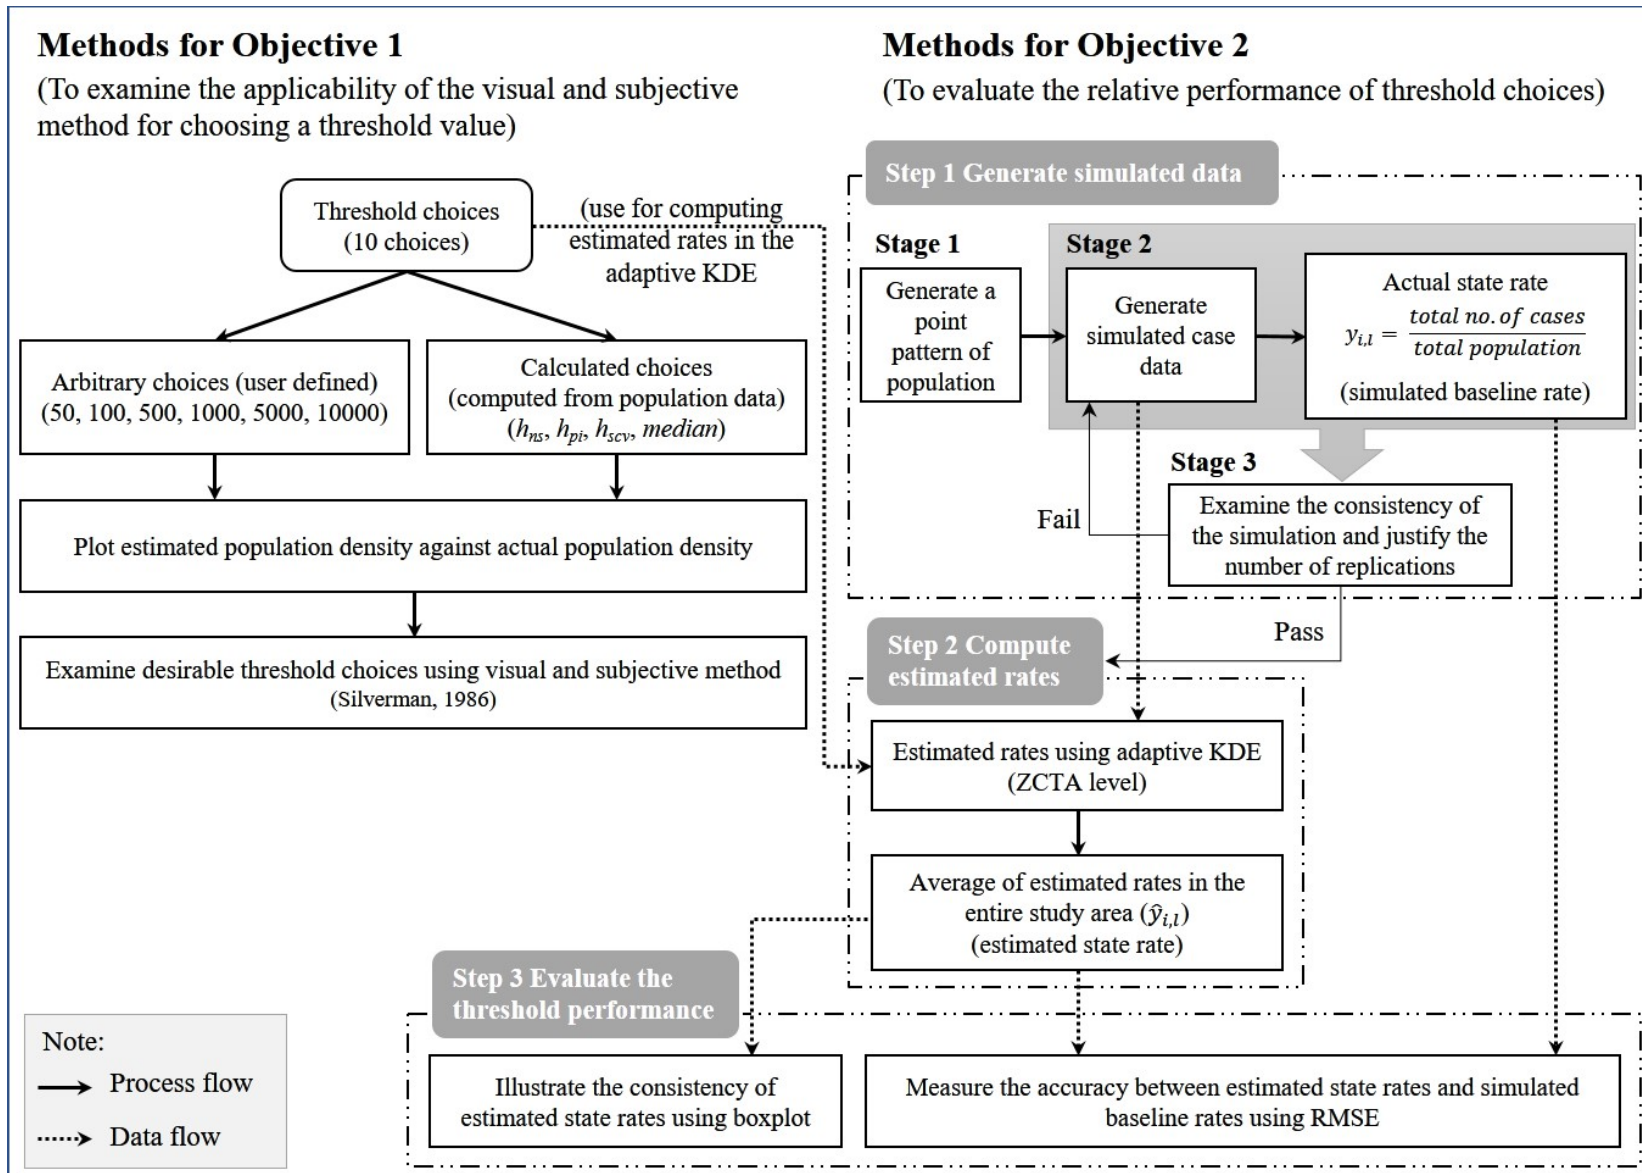 Methods for Objective 1
(To examine the applicability of the visual and subjective
method for choosing a threshold value)
Threshold choices
(10 choices)
(use for computing
estimated rates in the
adaptive KDE
Arbitrary choices (user defined)
(50, 100, 500, 1000, 5000, 10000)
Calculated choices
(computed from population data)
(h_ns, h_pi, h_scv, median)
Plot estimated population density against actual population density
Examine desirable threshold choices using visual and subjective method
(Silverman, 1986)
Methods for Objective 2
(To evaluate the relative performance of threshold choices)
Step 1 Generate simulated data
Stage 1
Generate a
point
pattern of
population
Stage 2
Generate
simulated case
data
Actual state rate
y_{i,l} = \frac{total no. of cases}{total population}
(simulated baseline rate)
Stage 3
Examine the consistency of
the simulation and justify the
number of replications
Fail
Pass
Step 2 Compute
estimated rates
Estimated rates using adaptive KDE
(ZCTA level)
Average of estimated rates in the
entire study area (ŷ_{i,l})
(estimated state rate)
Step 3 Evaluate the
threshold performance
Illustrate the consistency of
estimated state rates using boxplot
Measure the accuracy between estimated state rates and simulated
baseline rates using RMSE
Note:
Process flow
Data flow